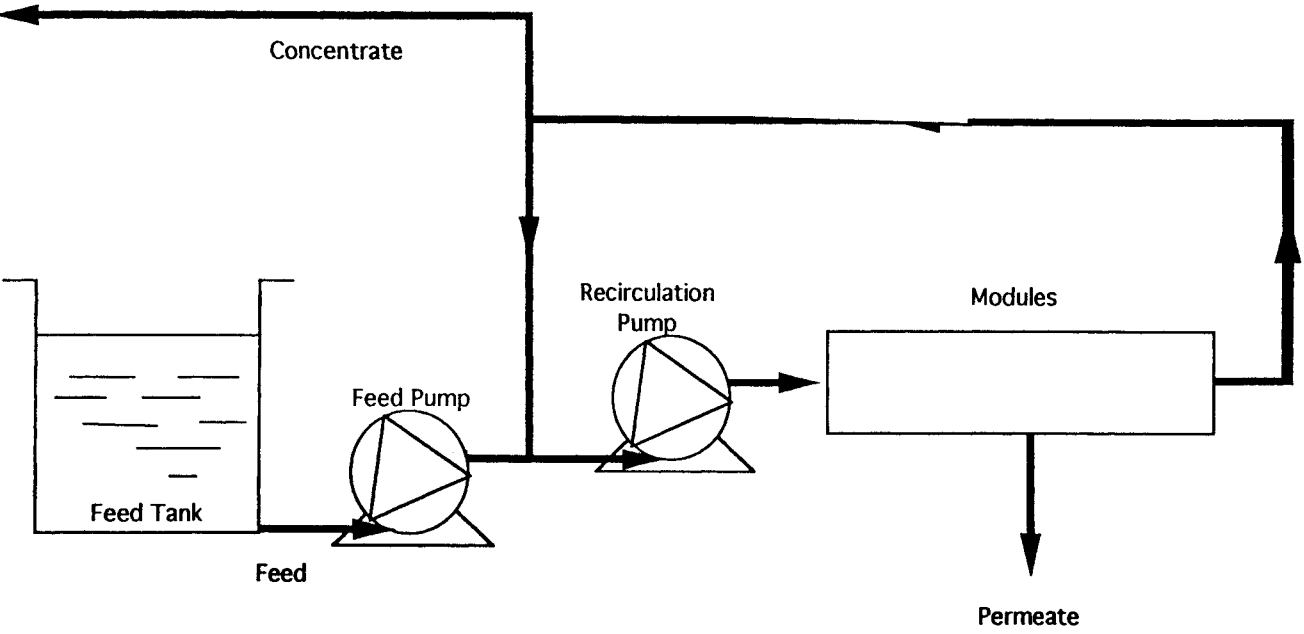 Concentrate
Recirculation
Pump
Modules
Feed Pump
Feed Tank
Feed
Permeate